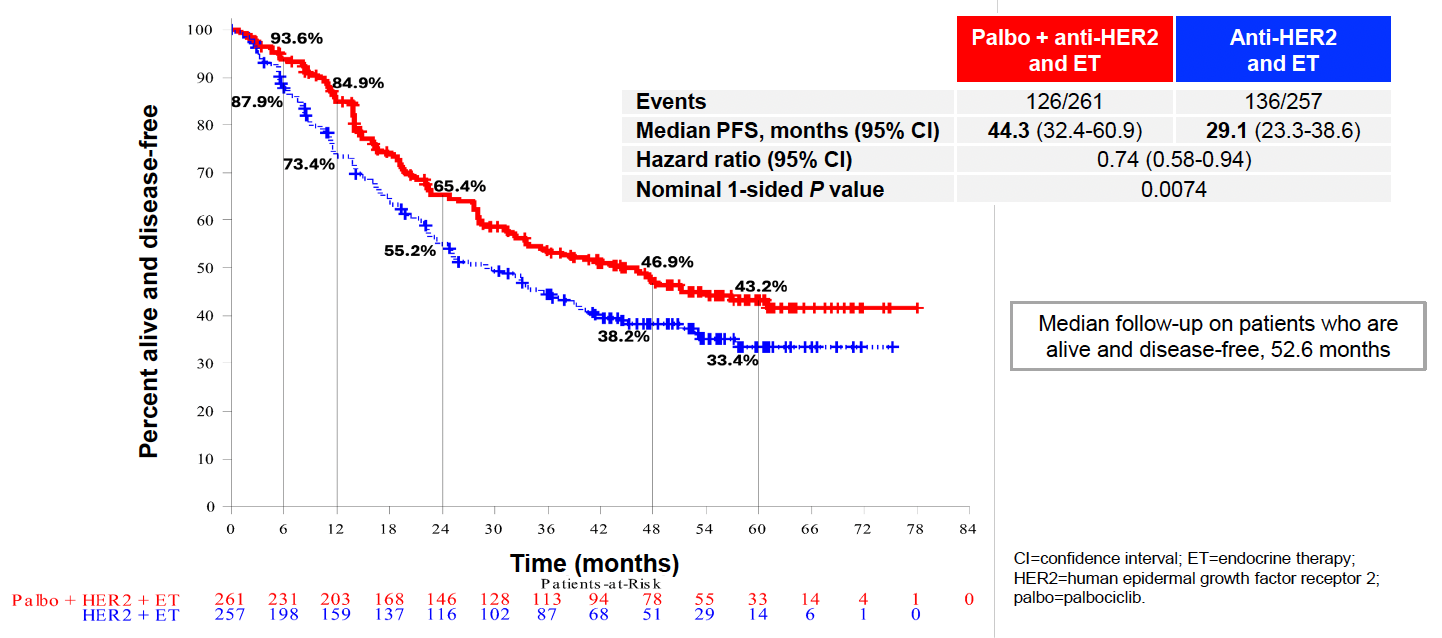 Percent alive and disease-free
100
90
80
70
60
50
40
30
20
10
0
93.6%
87.9%
84.9%
73.4%
65.4%
55.2%
46.9%
38.2%
43.2%
33.4%
0 6 12 18 24 30 36 42 48 54 60 66 72 78 84
Time (months)
Patients-at-Risk
Palbo + HER2 + ET 261 231 203 168 146 128 113 94 78 55 33 14 4 1 0
HER2 + ET 257 198 159 137 116 102 87 68 51 29 14 6 1 0
Palbo + anti-HER2
and ET
Anti-HER2
and ET
Events 126/261 136/257
Median PFS, months (95% CI) 44.3 (32.4-60.9) 29.1 (23.3-38.6)
Hazard ratio (95% CI) 0.74 (0.58-0.94)
Nominal 1-sided P value 0.0074
Median follow-up on patients who are
alive and disease-free, 52.6 months
CI=confidence interval; ET=endocrine therapy;
HER2=human epidermal growth factor receptor 2;
palbo=palbociclib.